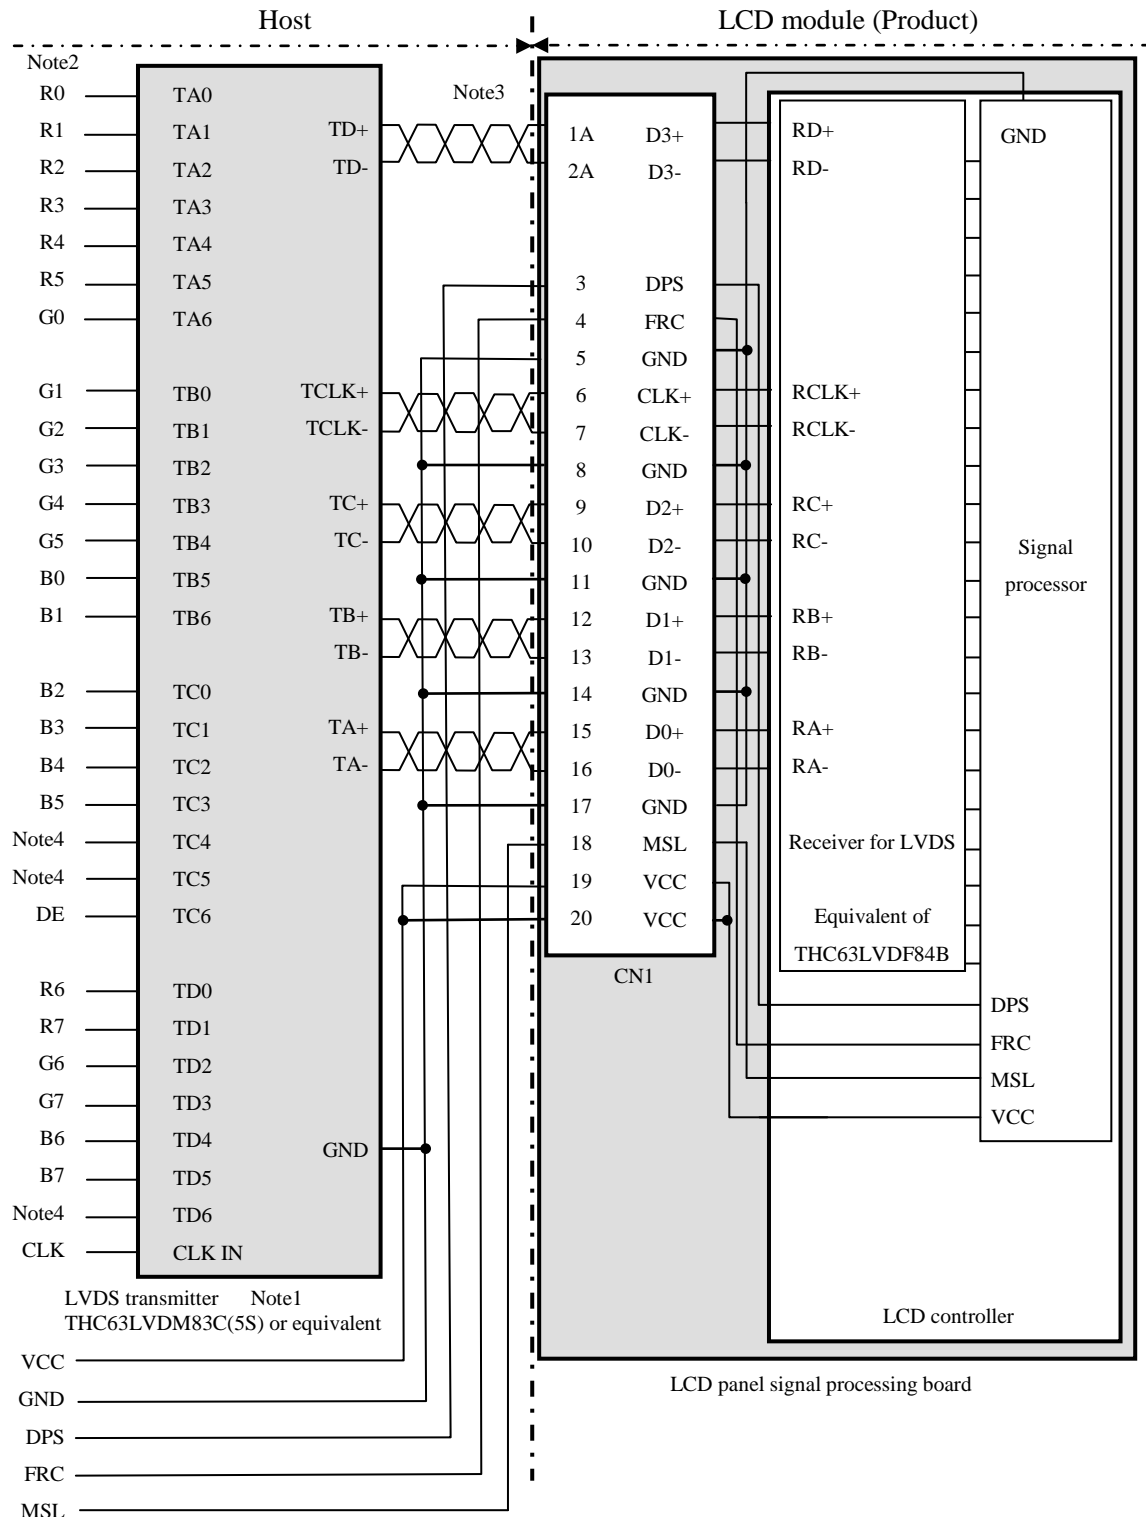 Host
LCD module (Product)
Note2
Note3
R0 TA0
R1 TA1
R2 TA2
R3 TA3
R4 TA4
R5 TA5
G0 TA6
G1 TB0
G2 TB1
G3 TB2
G4 TB3
G5 TB4
B0 TB5
B1 TB6
B2 TC0
B3 TC1
B4 TC2
B5 TC3
Note4 TC4
Note4 TC5
DE TC6
R6 TD0
R7 TD1
G6 TD2
G7 TD3
B6 TD4
B7 TD5
Note4 TD6
CLK CLK IN
TD+
TD-
TCLK+
TCLK-
TC+
TC-
TB+
TB-
TA+
TA-
GND
LVDS transmitter Note1
THC63LVDM83C(5S) or equivalent
VCC
GND
DPS
FRC
MSL
1A D3+
2A D3-
3 DPS
4 FRC
5 GND
6 CLK+
7 CLK-
8 GND
9 D2+
10 D2-
11 GND
12 D1+
13 D1-
14 GND
15 D0+
16 D0-
17 GND
18 MSL
19 VCC
20 VCC
CN1
RD+
RD-
RCLK+
RCLK-
RC+
RC-
RB+
RB-
RA+
RA-
Receiver for LVDS
Equivalent of
THC63LVDF84B
GND
Signal
processor
DPS
FRC
MSL
VCC
LCD controller
LCD panel signal processing board